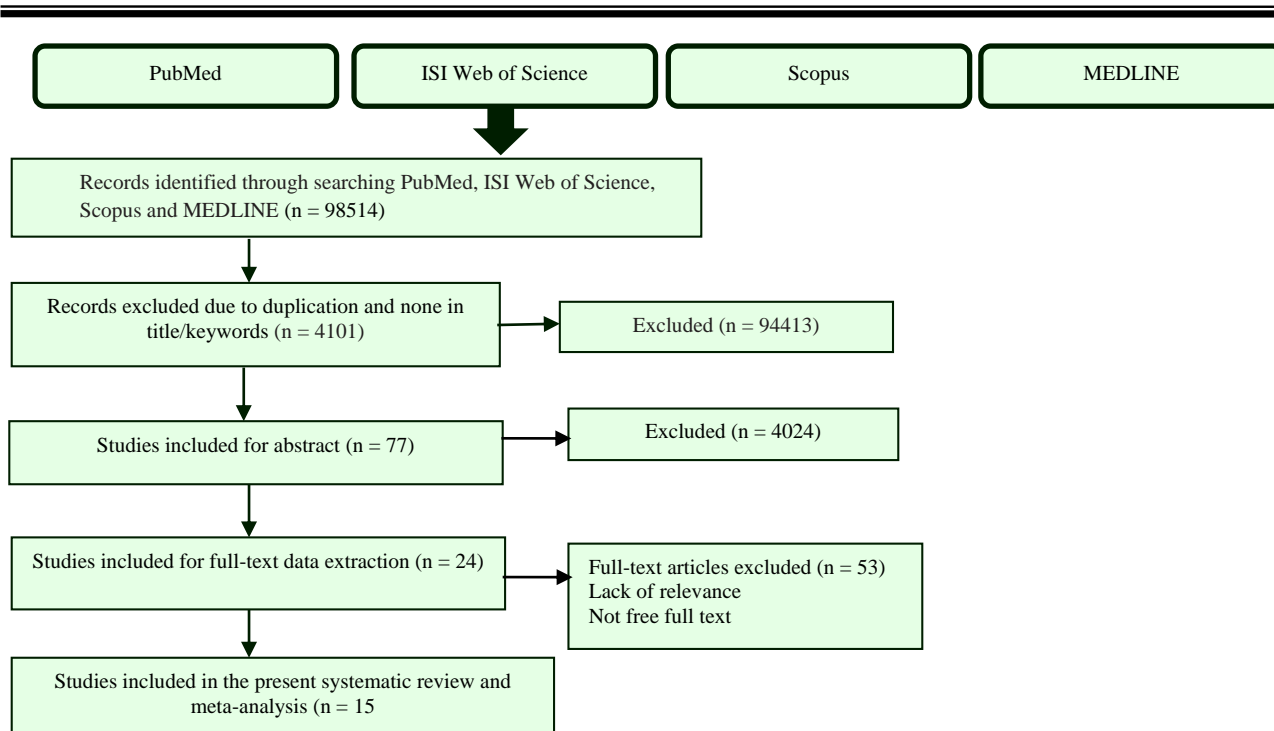 PubMed
ISI Web of Science
Scopus
MEDLINE
Records identified through searching PubMed, ISI Web of Science,
Scopus and MEDLINE (n = 98514)
Records excluded due to duplication and none in
title/keywords (n = 4101)
Excluded (n = 94413)
Studies included for abstract (n = 77)
Excluded (n = 4024)
Studies included for full-text data extraction (n = 24)
Full-text articles excluded (n = 53)
Lack of relevance
Not free full text
Studies included in the present systematic review and
meta-analysis (n = 15